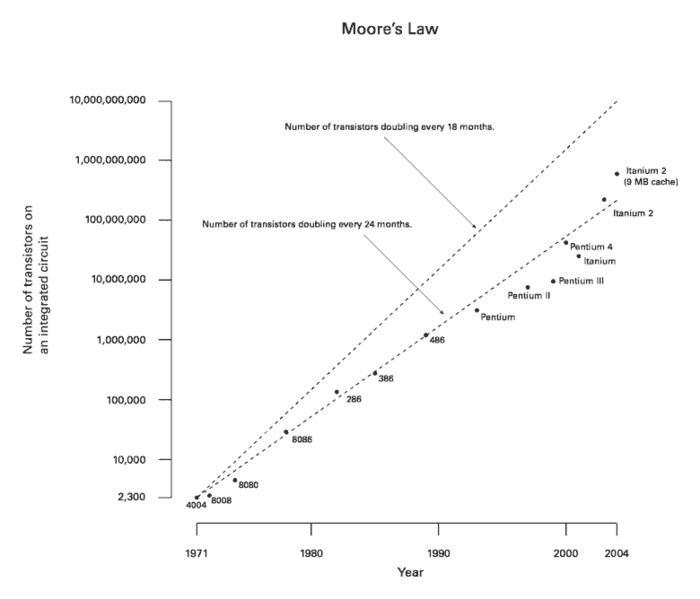 Moore's Law
10,000,000,000
Number of transistors doubling every 18 months.
1,000,000,000
Itanium 2
(9 MB cache)
100,000,000
Number of transistors doubling every 24 months.
Itanium 2
Number of transistors on
an integrated circuit
Pentium 4
Itanium
10,000,000
Pentium III
Pentium II
Pentium
1,000,000
486
386
100,000
286
8086
10,000
8080
2,300
4004
8008
1971
1980
1990
2000
2004
Year